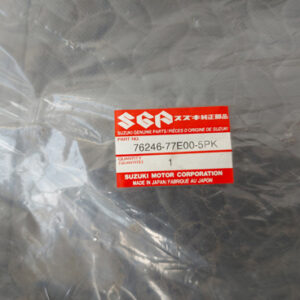 SGP スズキ純正部品
SUZUKI GENUINE PARTS/PIÈCES D'ORIGINE DE SUZUKI
PART NO.
76246-77E00-5PK
QUANTITY
(QUANTITÉ) 1
SUZUKI MOTOR CORPORATION
MADE IN JAPAN/FABRIQUÉ AU JAPON